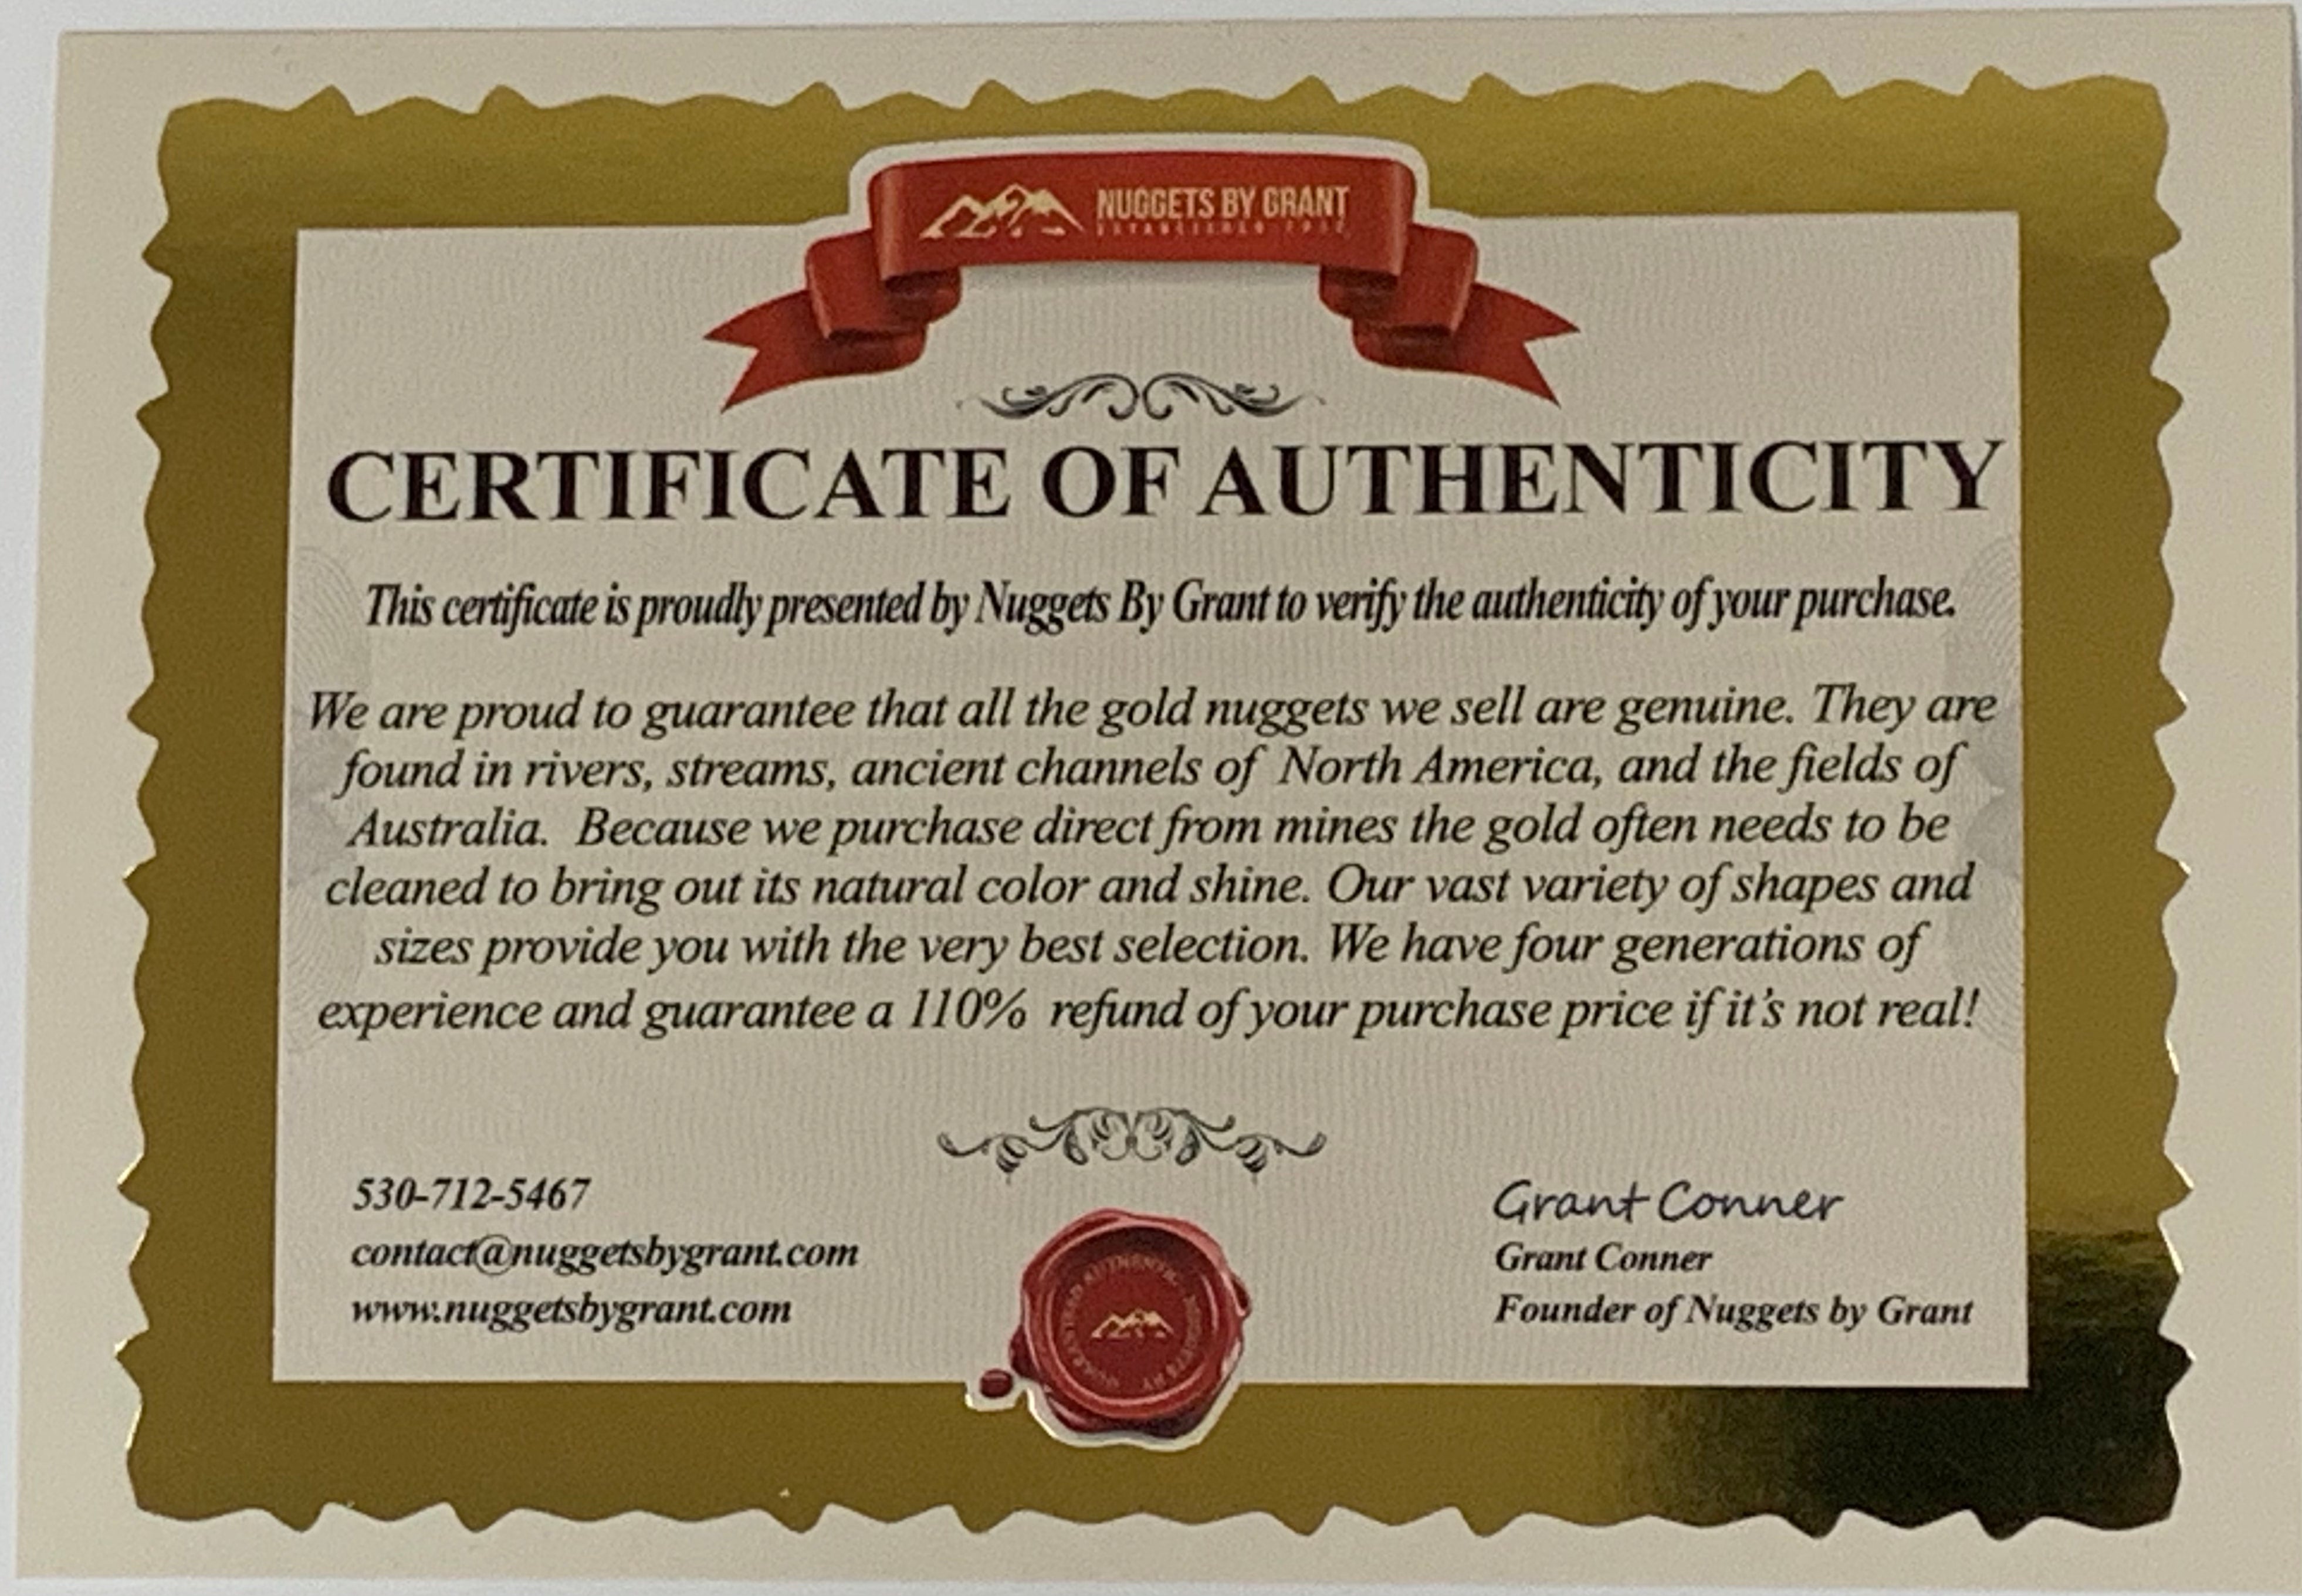 NUGGETS BY GRANT
ESTABLISHED
CERTIFICATE OF AUTHENTICITY
This certificate is proudly presented by Nuggets By Grant to verify the authenticity of your purchase.
We are proud to guarantee that all the gold nuggets we sell are genuine. They are
found in rivers, streams, ancient channels of North America, and the fields of
Australia. Because we purchase direct from mines the gold often needs to be
cleaned to bring out its natural color and shine. Our vast variety of shapes and
sizes provide you with the very best selection. We have four generations of
experience and guarantee a 110% refund of your purchase price if it's not real!
530-712-5467
contact@nuggetsbygrant.com
www.nuggetsbygrant.com
Grant Conner
Grant Conner
Founder of Nuggets by Grant
GUARANTEED AUTHENTIC NUGGETS BY